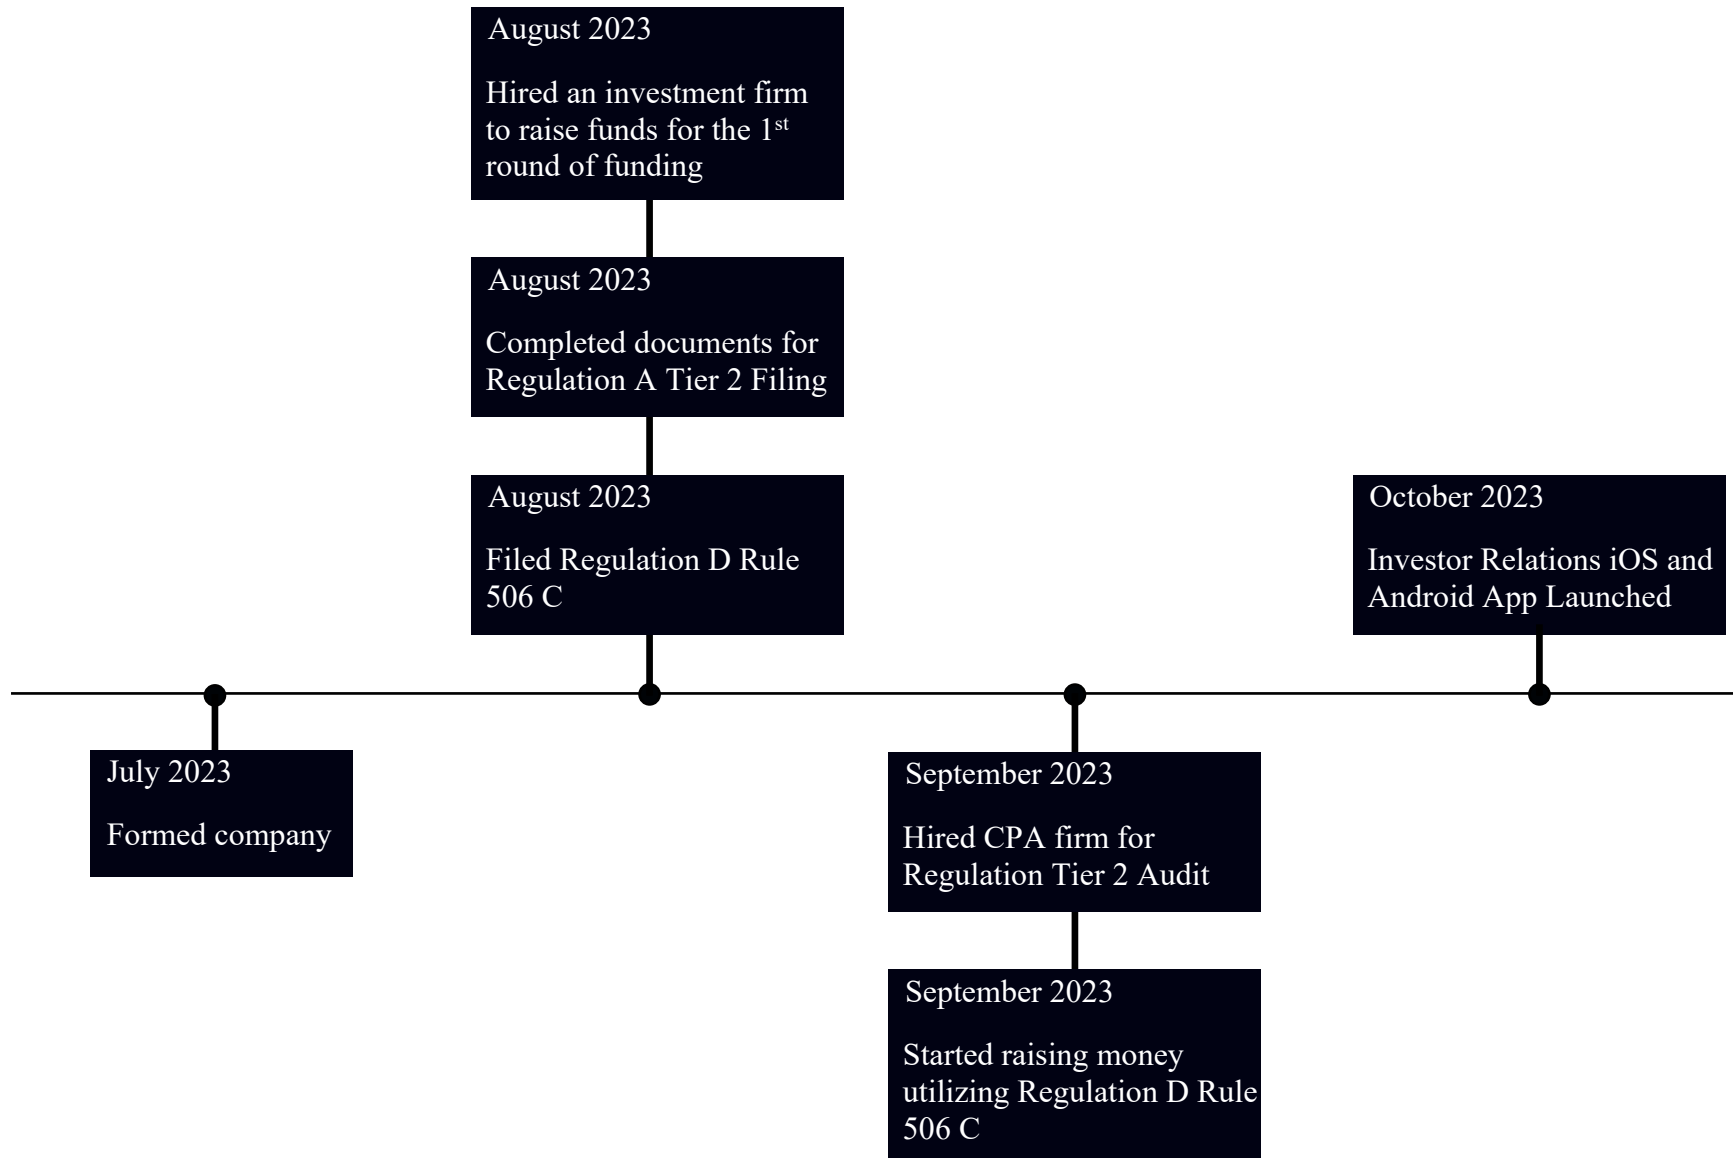 August 2023
Hired an investment firm
to raise funds for the 1st
round of funding
August 2023
Completed documents for
Regulation A Tier 2 Filing
August 2023
Filed Regulation D Rule
506 C
October 2023
Investor Relations iOS and
Android App Launched
July 2023
Formed company
September 2023
Hired CPA firm for
Regulation Tier 2 Audit
September 2023
Started raising money
utilizing Regulation D Rule
506 C